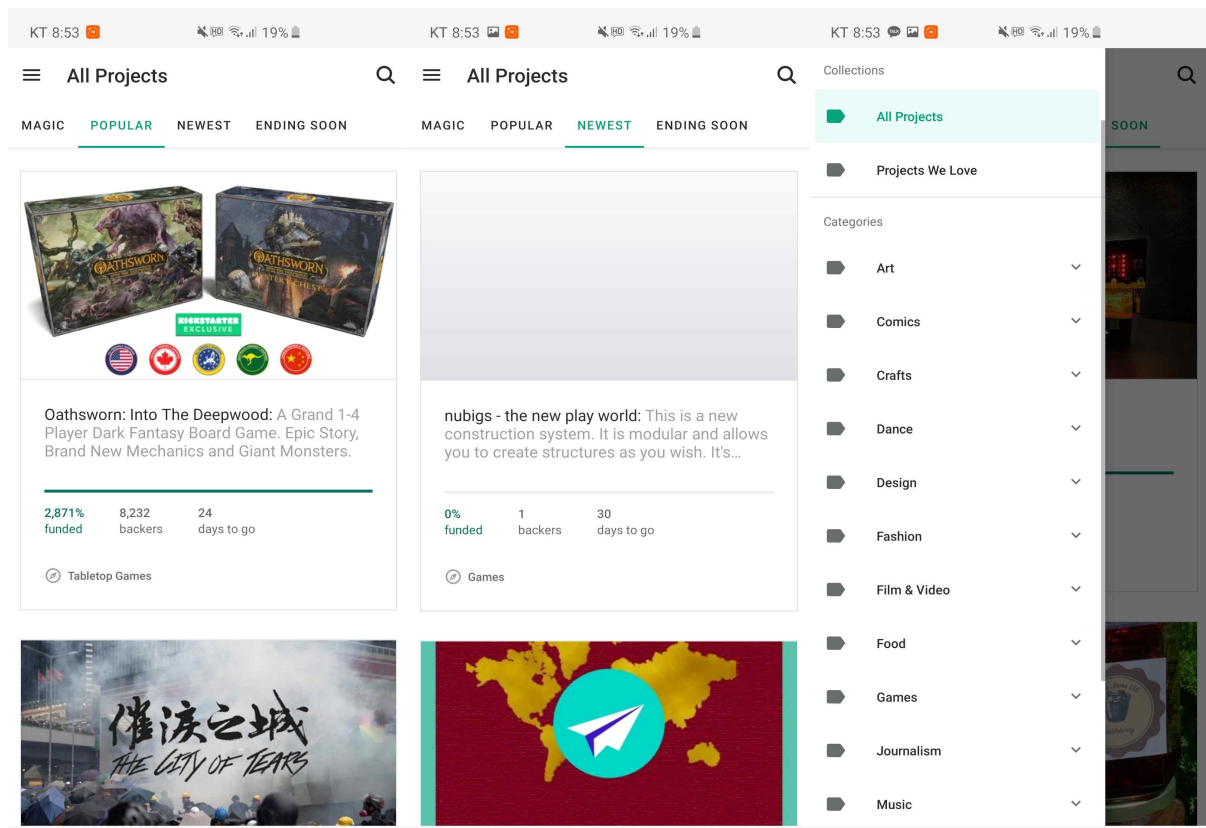 KT 8:53
19%
All Projects
MAGIC POPULAR NEWEST ENDING SOON
OATHSWORN
OATHSWORN
KICKSTARTER
EXCLUSIVE
Oathsworn: Into The Deepwood: A Grand 1-4
Player Dark Fantasy Board Game. Epic Story,
Brand New Mechanics and Giant Monsters.
2,871% 8,232 24
funded backers days to go
Tabletop Games
催淚之城
THE CITY OF TEARS
KT 8:53
19%
All Projects
MAGIC POPULAR NEWEST ENDING SOON
nubigs - the new play world: This is a new
construction system. It is modular and allows
you to create structures as you wish. It's...
0% 1 30
funded backers days to go
Games
KT 8:53
19%
Collections
All Projects
SOON
Projects We Love
Categories
Art
Comics
Crafts
Dance
Design
Fashion
Film & Video
Food
Games
Journalism
Music